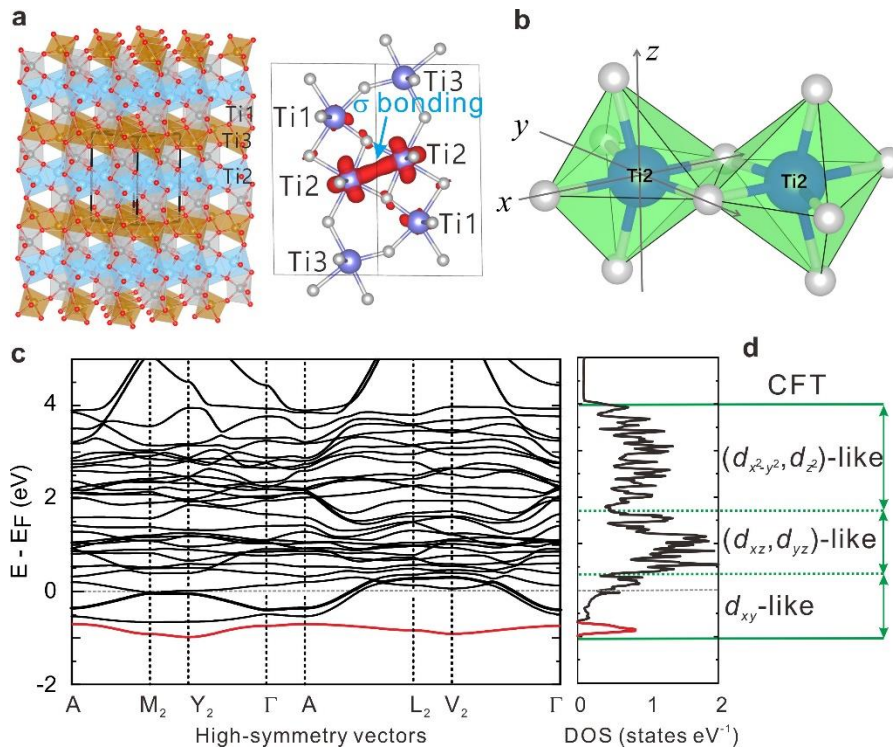 a
Ti1
Ti3
Ti2
Ti3
Ti1
σ bonding
Ti2
Ti2
Ti1
Ti3
b
z
y
x
Ti2
Ti2
c
E - EF (eV)
4
2
0
-2
A M2 Y2 Γ A L2 V2 Γ
High-symmetry vectors
d
CFT
(dx²-y², dz²)-like
(dxz, dyz)-like
dxy-like
0 1 2
DOS (states eV⁻¹)